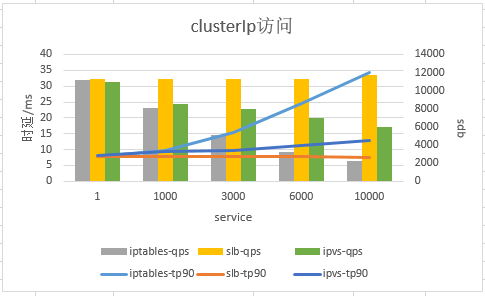 clusterIp访问
40
35
30
25
20
15
10
5
0
时延/ms
14000
12000
10000
8000
6000
4000
2000
0
qps
1 1000 3000 6000 10000
service
iptables-qps slb-qps ipvs-qps
iptables-tp90 slb-tp90 ipvs-tp90